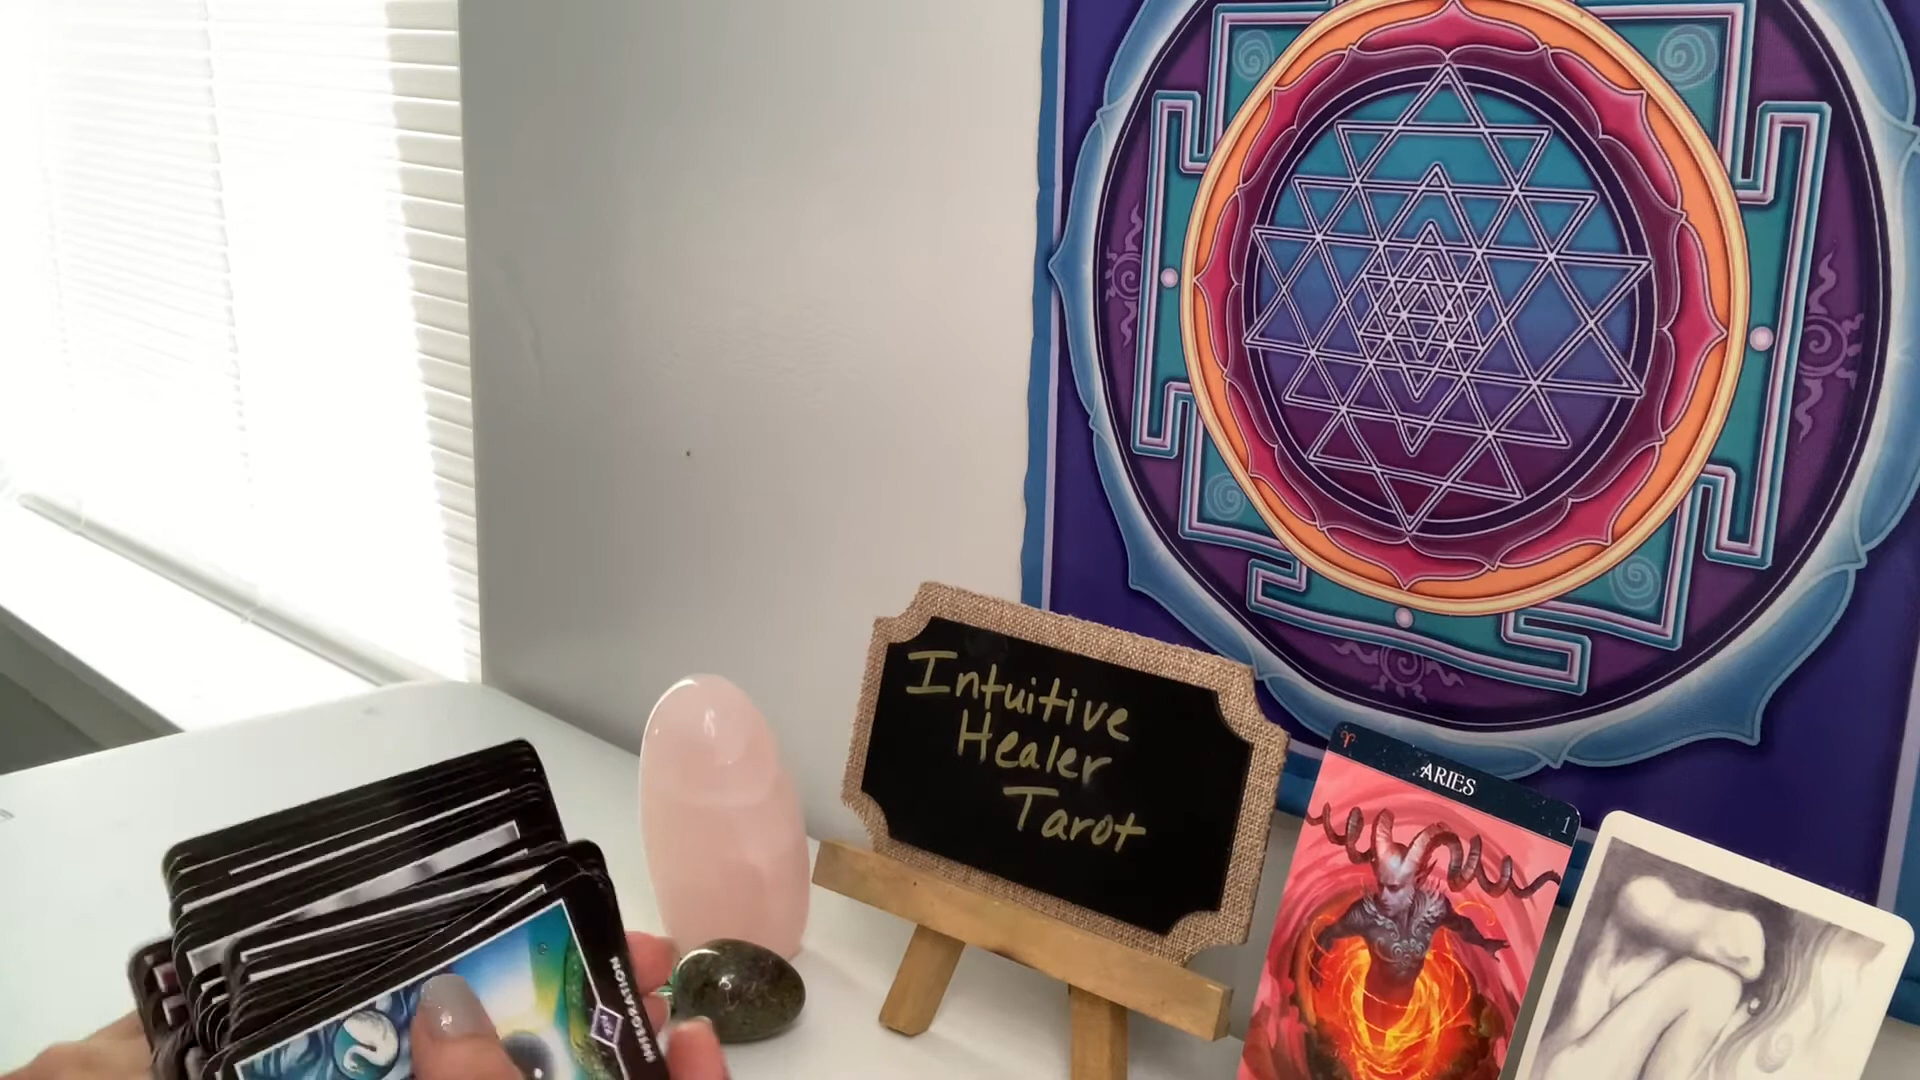 Intuitive
Healer
Tarot
ARIES
1
INTEGRATION